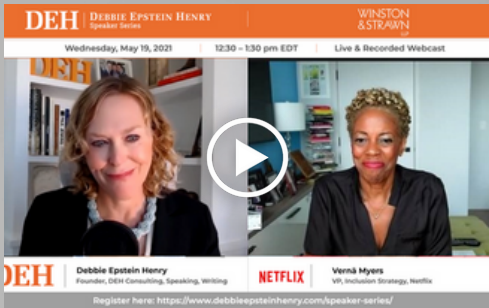 DEH DEBBIE EPSTEIN HENRY
Speaker Series
WINSTON
& STRAWN
LLP
Wednesday, May 19, 2021 12:30 – 1:30 pm EDT Live & Recorded Webcast
DEH
DEH
Debbie Epstein Henry
Founder, DEH Consulting, Speaking, Writing
NETFLIX
Vernā Myers
VP, Inclusion Strategy, Netflix
Register here: https://www.debbieepsteinhenry.com/speaker-series/